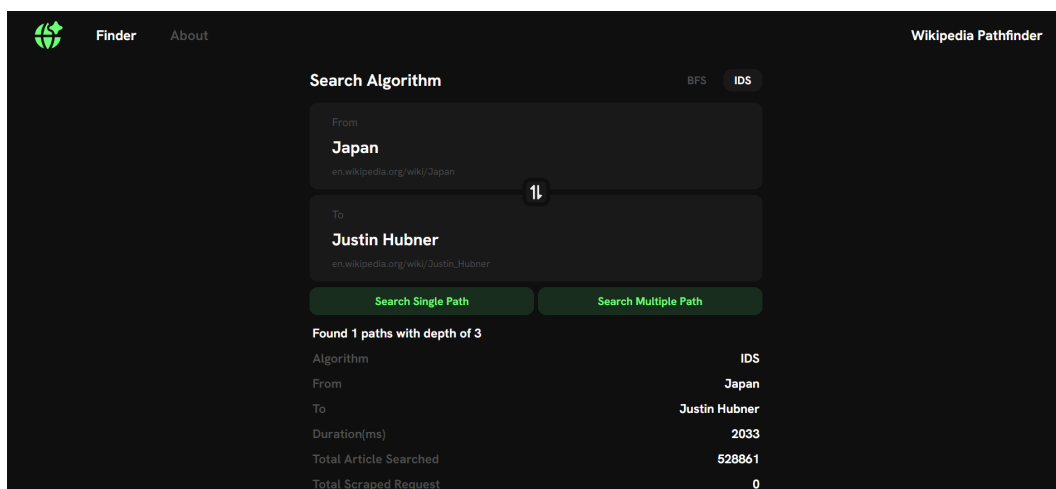 Finder About Wikipedia Pathfinder
Search Algorithm BFS IDS
From
Japan
en.wikipedia.org/wiki/Japan
To
Justin Hubner
en.wikipedia.org/wiki/Justin_Hubner
Search Single Path Search Multiple Path
Found 1 paths with depth of 3
Algorithm IDS
From Japan
To Justin Hubner
Duration(ms) 2033
Total Article Searched 528861
Total Scraped Request 0